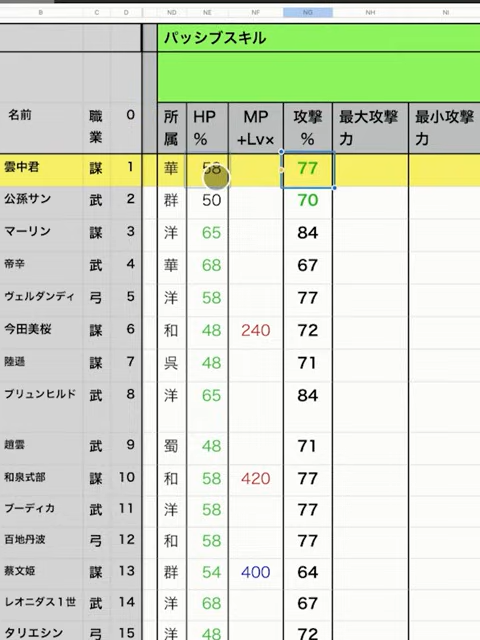 B C D ND NE NF NG NH NI
パッシブスキル
名前 職業 0 所属 HP % MP +Lv× 攻撃 % 最大攻撃力 最小攻撃力
雲中君 謀 1 華 58 77
公孫サン 武 2 群 50 70
マーリン 謀 3 洋 65 84
帝辛 武 4 華 68 67
ヴェルダンディ 弓 5 洋 58 77
今田美桜 謀 6 和 48 240 72
陸遜 謀 7 呉 48 71
ブリュンヒルド 武 8 洋 65 84
趙雲 武 9 蜀 48 71
和泉式部 謀 10 和 58 420 77
ブーディカ 武 11 洋 58 77
百地丹波 弓 12 和 58 77
蔡文姫 謀 13 群 54 400 64
レオニダス1世 武 14 洋 68 67
タリエシン 弓 15 洋 48 72